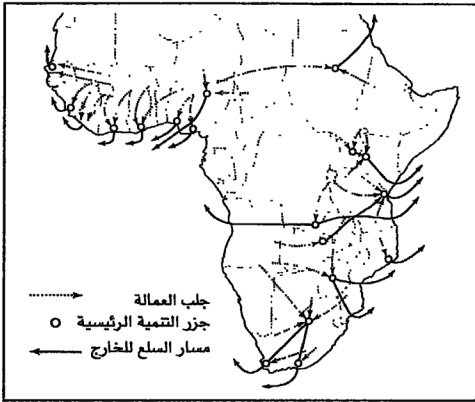 جلب العمالة
جزر التنمية الرئيسية
مسار السلع للخارج